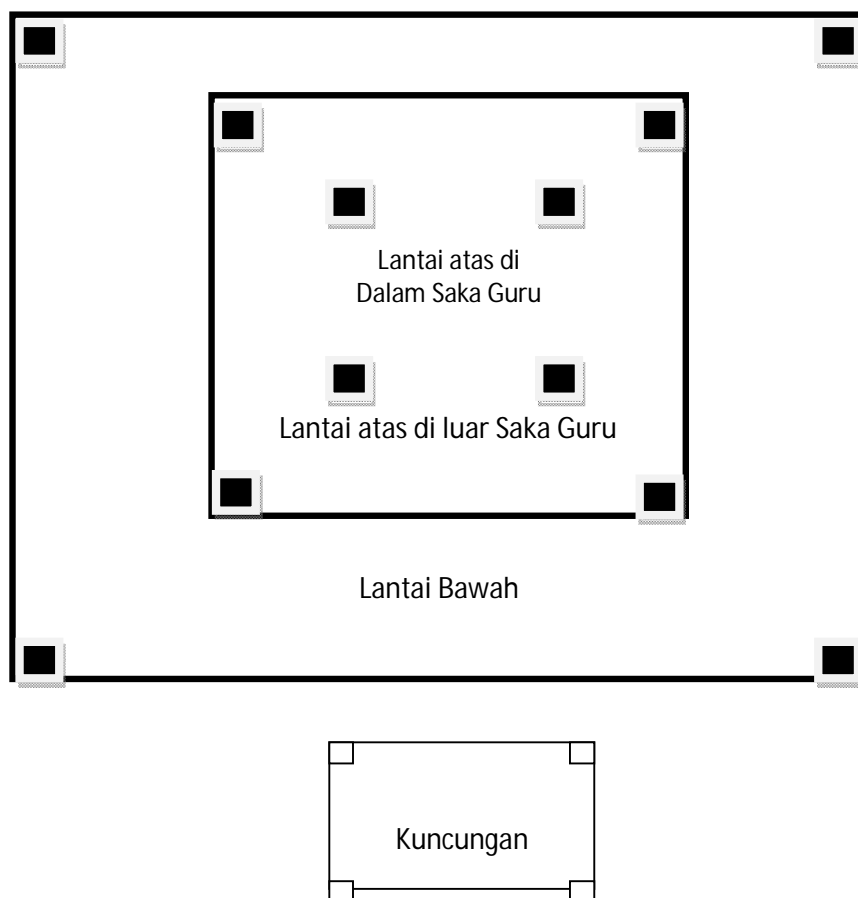 Lantai atas di
Dalam Saka Guru
Lantai atas di luar Saka Guru
Lantai Bawah
Kuncungan